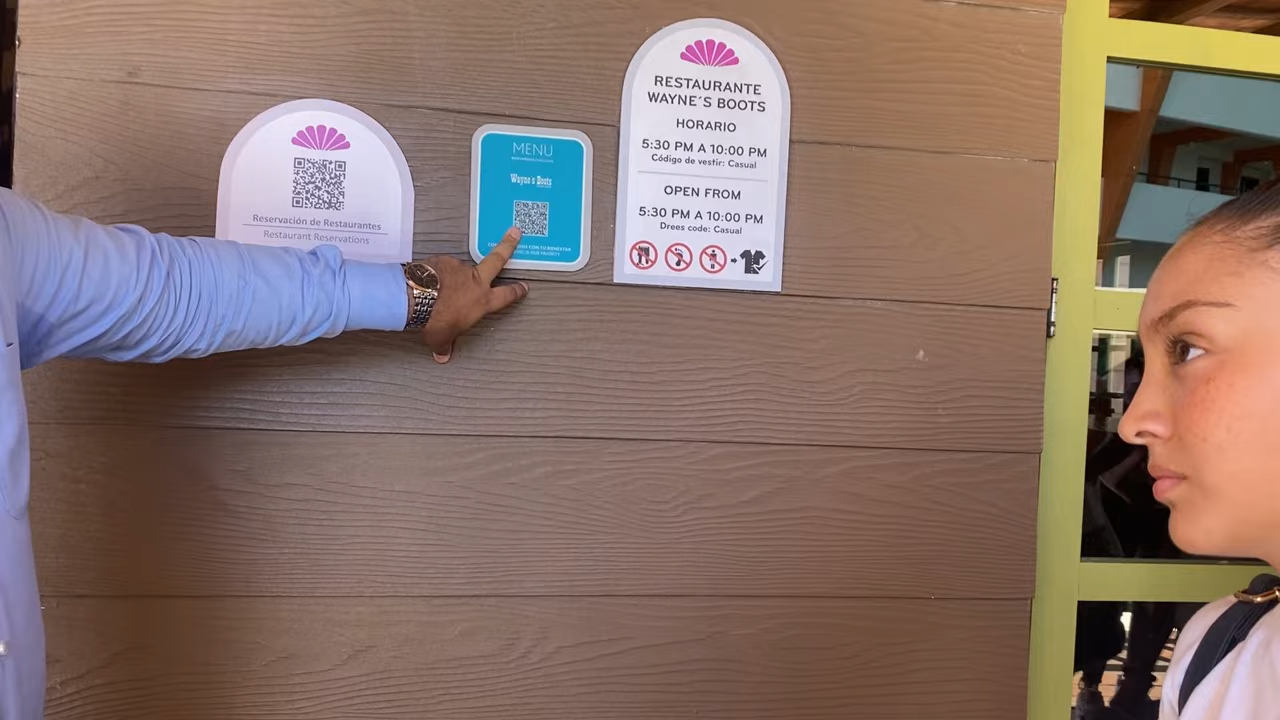 Reservación de Restaurantes
Restaurant Reservations
MENU
Wayne's Boots
RESTAURANTE
WAYNE´S BOOTS
HORARIO
5:30 PM A 10:00 PM
Código de vestir: Casual
OPEN FROM
5:30 PM A 10:00 PM
Drees code: Casual